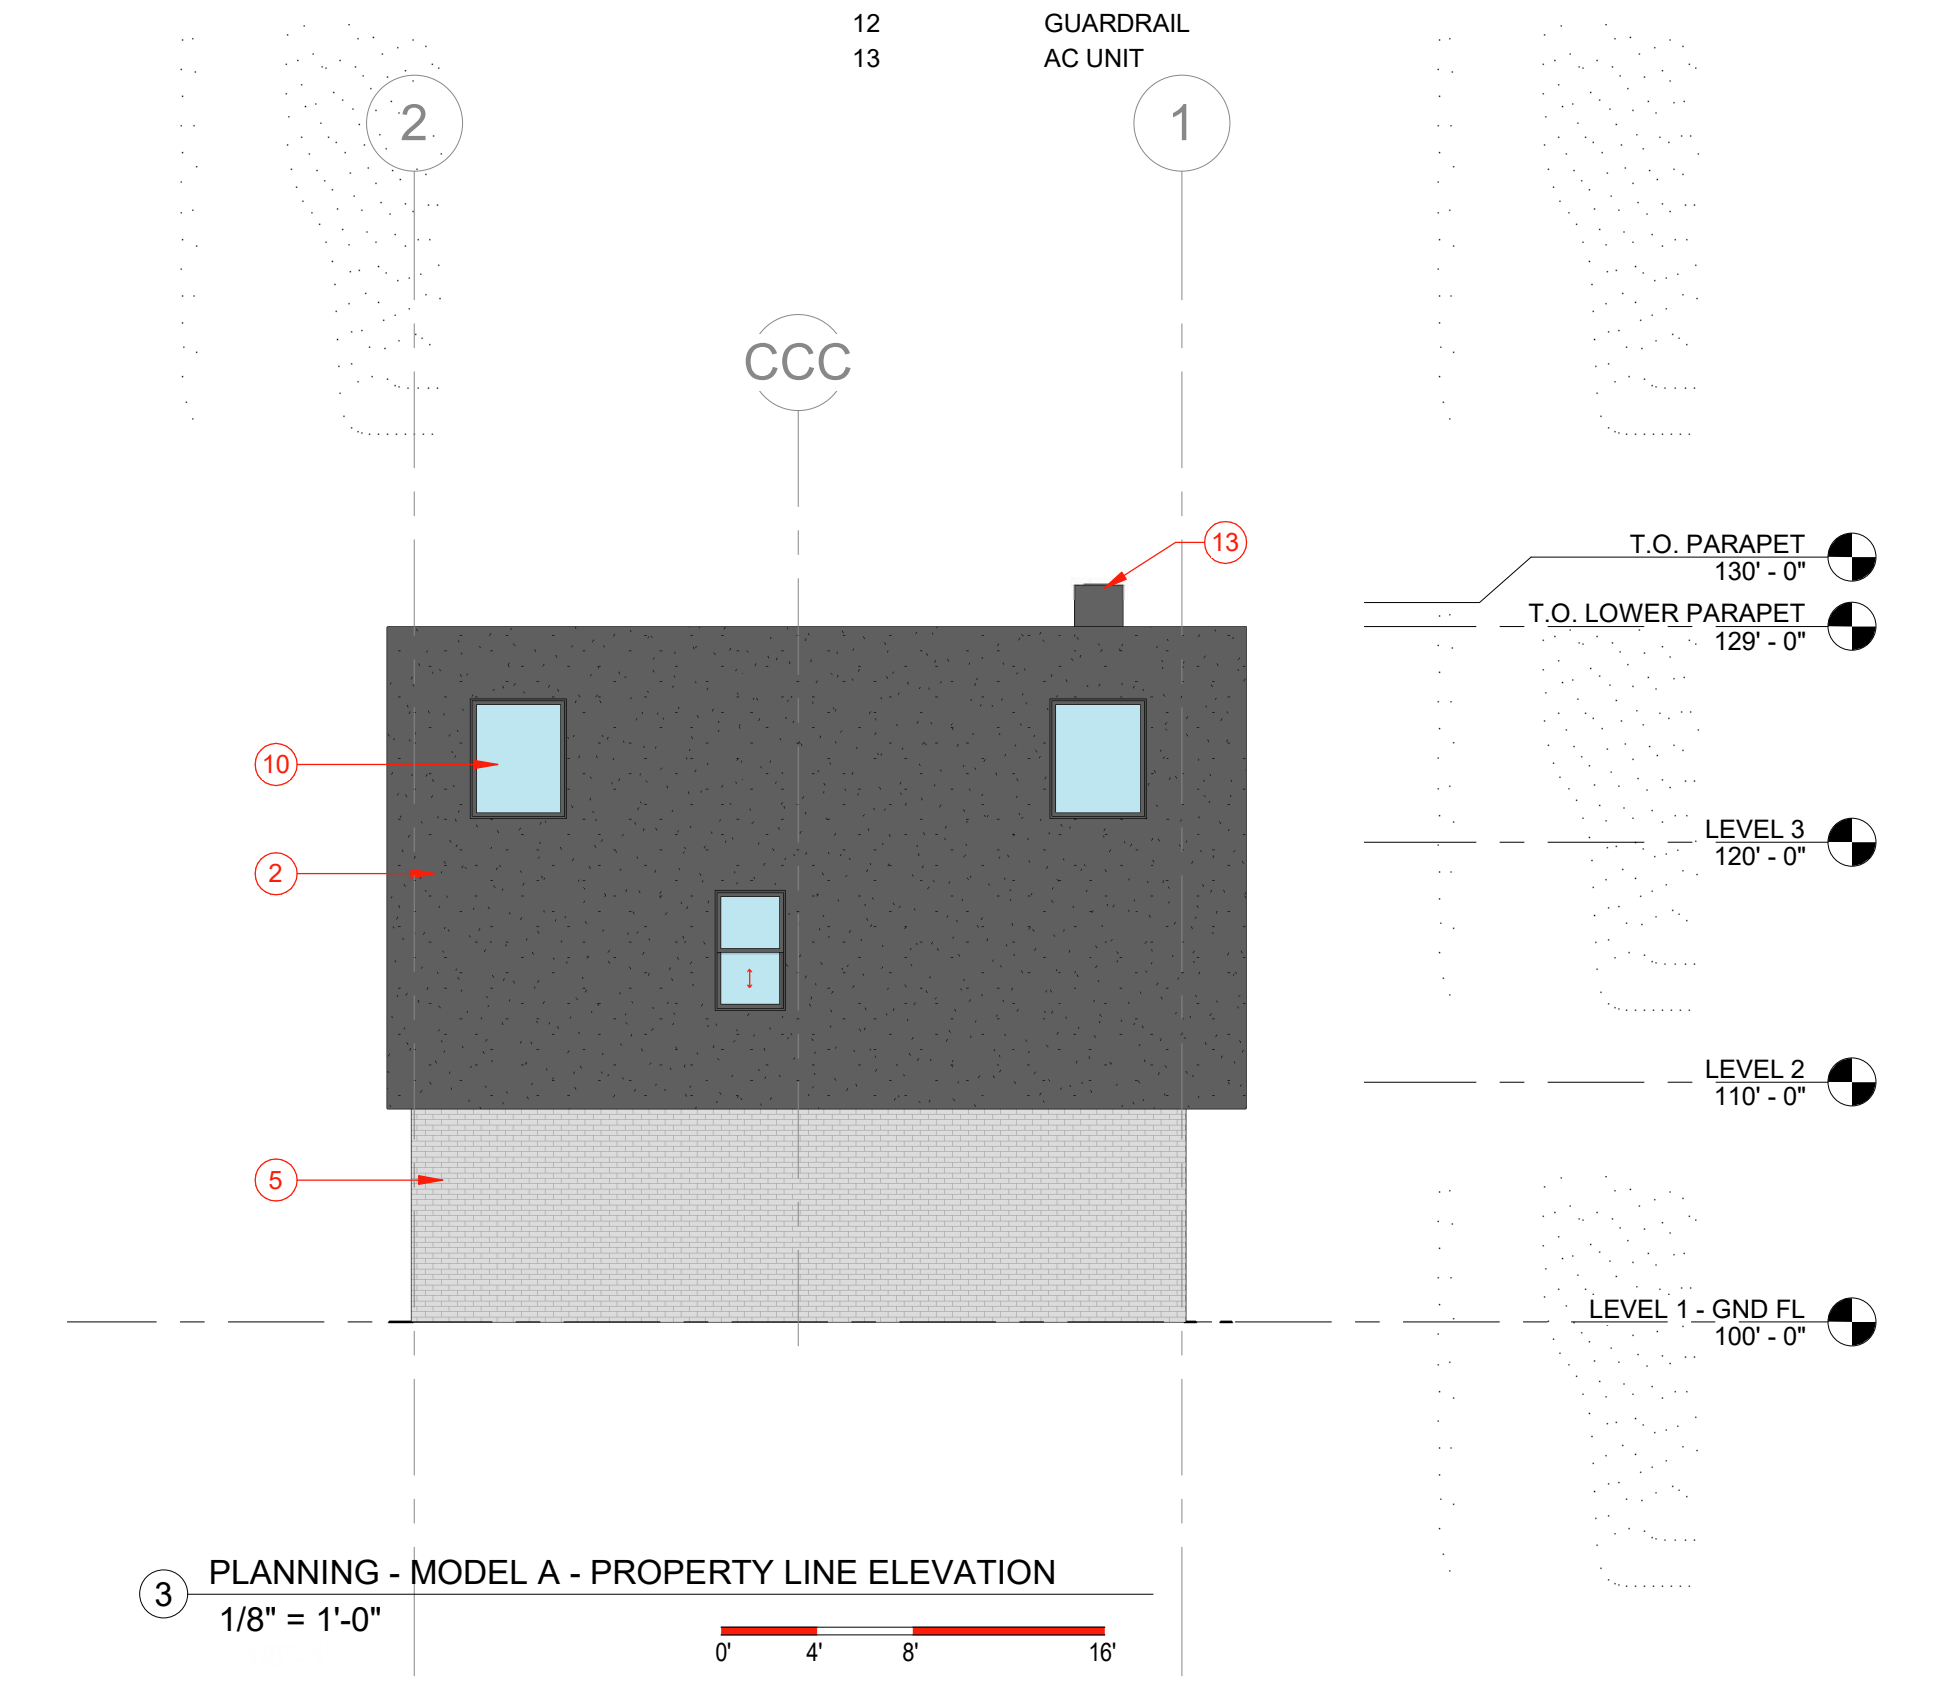 12 GUARDRAIL
13 AC UNIT
2
1
CCC
13
T.O. PARAPET
130' - 0"
T.O. LOWER PARAPET
129' - 0"
10
LEVEL 3
120' - 0"
2
LEVEL 2
110' - 0"
5
LEVEL 1 - GND FL
100' - 0"
3 PLANNING - MODEL A - PROPERTY LINE ELEVATION
1/8" = 1'-0"
0' 4' 8' 16'